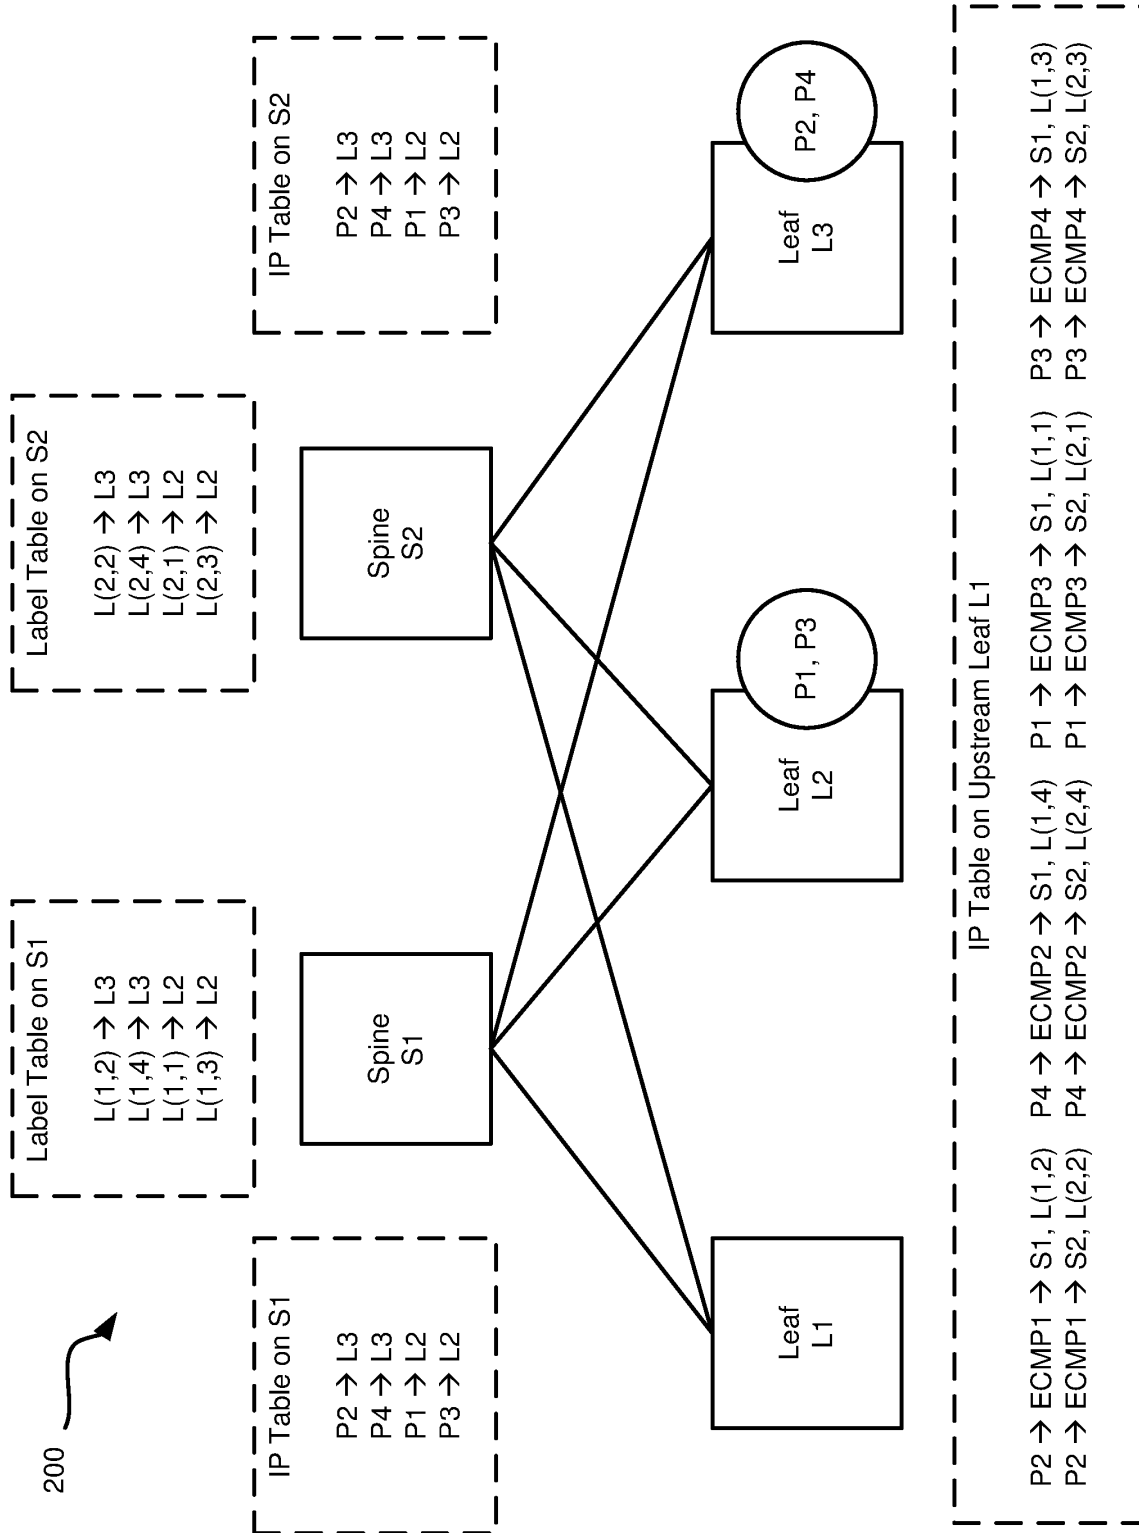 200
Label Table on S1
L(1,2) → L3
L(1,4) → L3
L(1,1) → L2
L(1,3) → L2
Label Table on S2
L(2,2) → L3
L(2,4) → L3
L(2,1) → L2
L(2,3) → L2
IP Table on S1
P2 → L3
P4 → L3
P1 → L2
P3 → L2
Spine
S1
Spine
S2
IP Table on S2
P2 → L3
P4 → L3
P1 → L2
P3 → L2
Leaf
L1
Leaf
L2
P1, P3
Leaf
L3
P2, P4
IP Table on Upstream Leaf L1
P2 → ECMP1 → S1, L(1,2) P4 → ECMP2 → S1, L(1,4) P1 → ECMP3 → S1, L(1,1) P3 → ECMP4 → S1, L(1,3)
P2 → ECMP1 → S2, L(2,2) P4 → ECMP2 → S2, L(2,4) P1 → ECMP3 → S2, L(2,1) P3 → ECMP4 → S2, L(2,3)